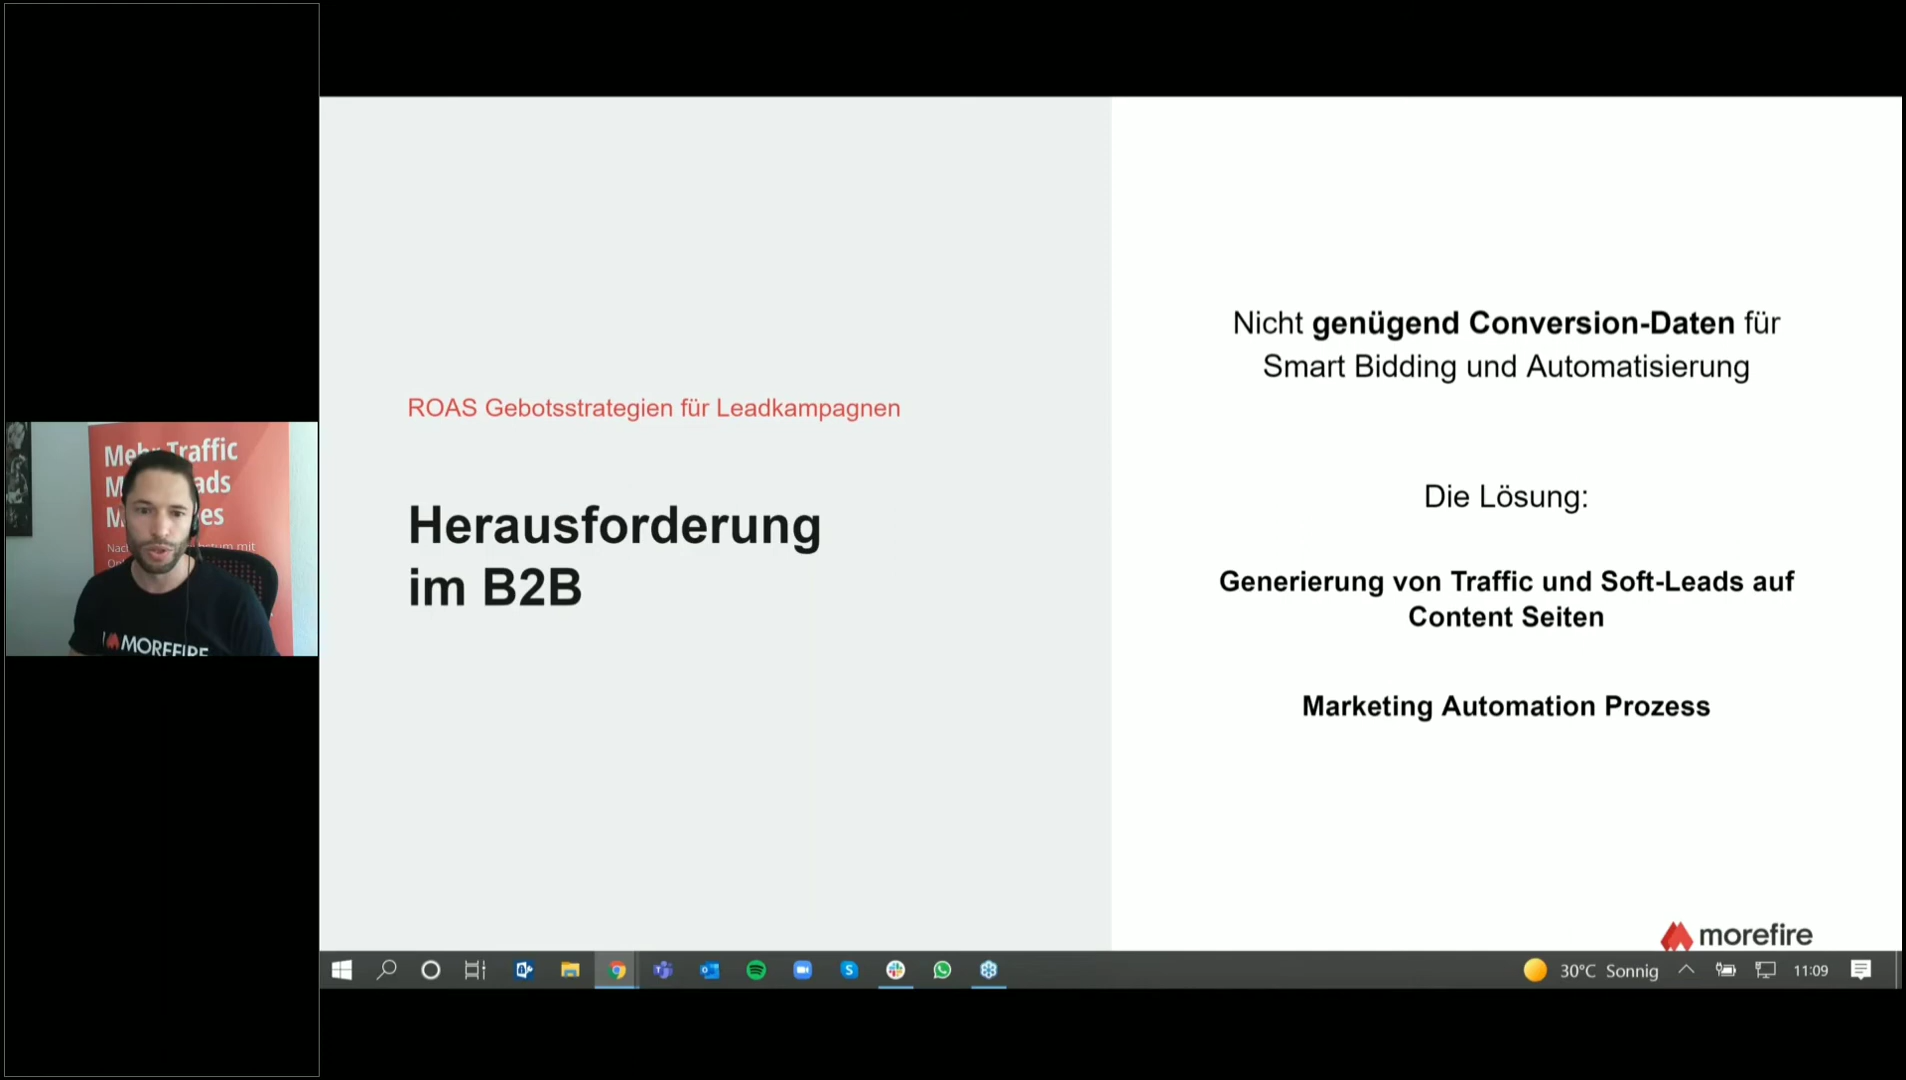 Mehr Traffic
ads
es
mit
MOREFIRE
ROAS Gebotsstrategien für Leadkampagnen
Herausforderung
im B2B
Nicht genügend Conversion-Daten für
Smart Bidding und Automatisierung
Die Lösung:
Generierung von Traffic und Soft-Leads auf
Content Seiten
Marketing Automation Prozess
morefire
30°C Sonnig
11:09